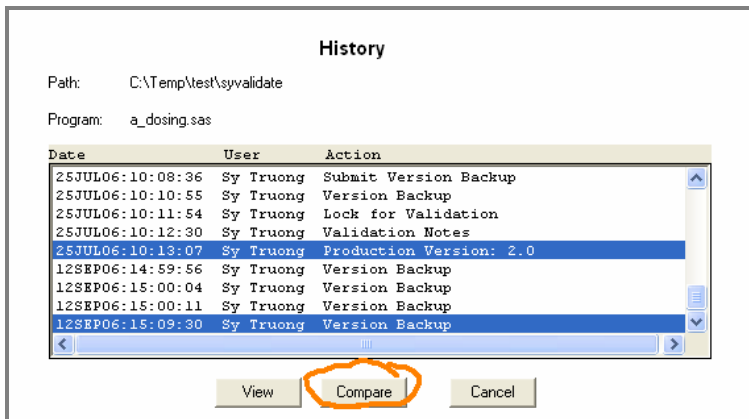 History
Path: C:\Temp\test\syvalidate
Program: a_dosing.sas
Date User Action
25JUL06:10:08:36 Sy Truong Submit Version Backup
25JUL06:10:10:55 Sy Truong Version Backup
25JUL06:10:11:54 Sy Truong Lock for Validation
25JUL06:10:12:30 Sy Truong Validation Notes
25JUL06:10:13:07 Sy Truong Production Version: 2.0
12SEP06:14:59:56 Sy Truong Version Backup
12SEP06:15:00:04 Sy Truong Version Backup
12SEP06:15:00:11 Sy Truong Version Backup
12SEP06:15:09:30 Sy Truong Version Backup
View Compare Cancel